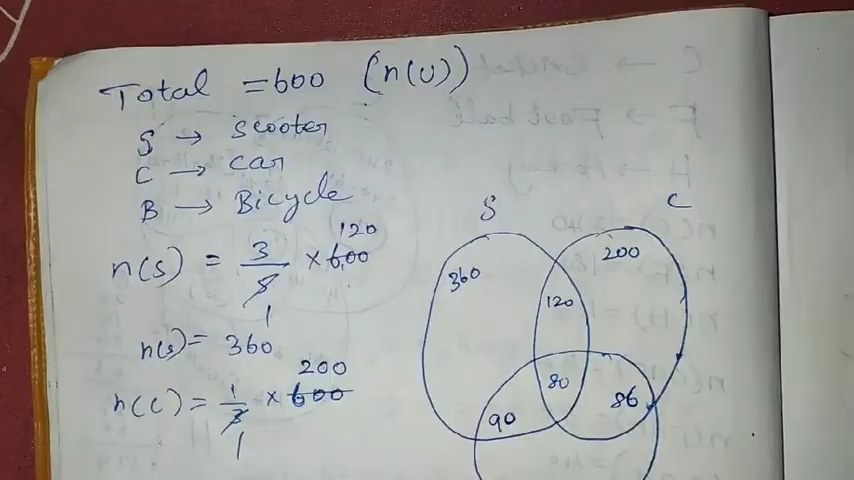 Total = 600 (n(U))
S → scooter
C → car
B → Bicycle
120
n(s) = 3/5 × 600
1
n(s) = 360
200
n(c) = 1/3 × 600
1
S C
360 200
120
80 86
90